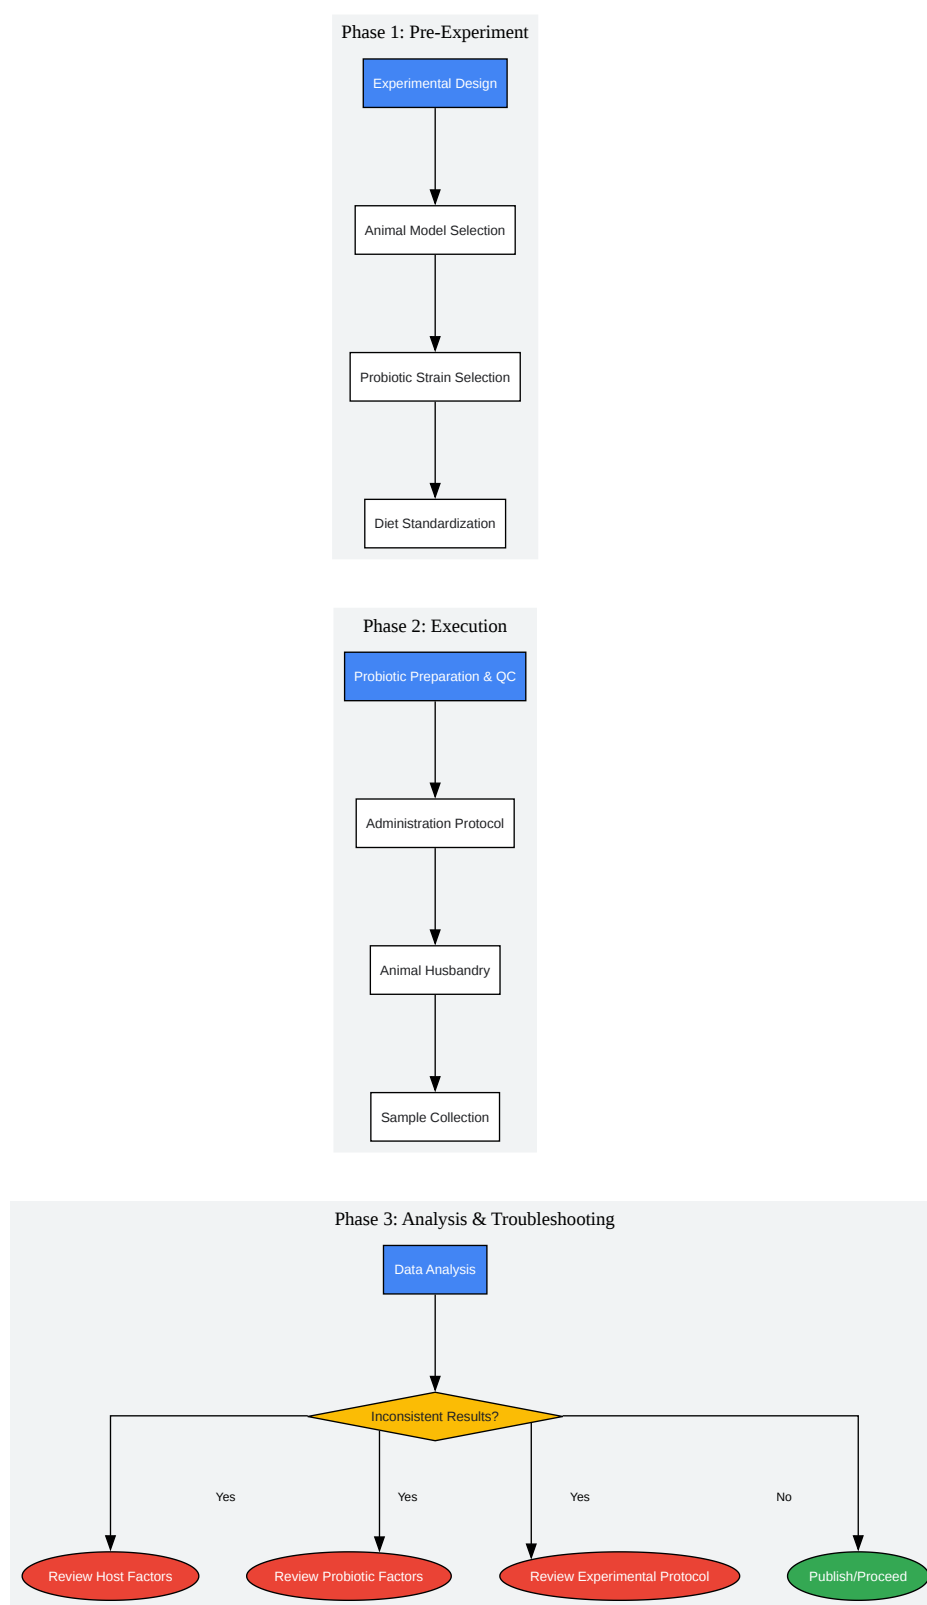 Phase 1: Pre-Experiment
Experimental Design
Animal Model Selection
Probiotic Strain Selection
Diet Standardization
Phase 2: Execution
Probiotic Preparation & QC
Administration Protocol
Animal Husbandry
Sample Collection
Phase 3: Analysis & Troubleshooting
Data Analysis
Inconsistent Results?
Yes
Yes
Yes
No
Review Host Factors
Review Probiotic Factors
Review Experimental Protocol
Publish/Proceed